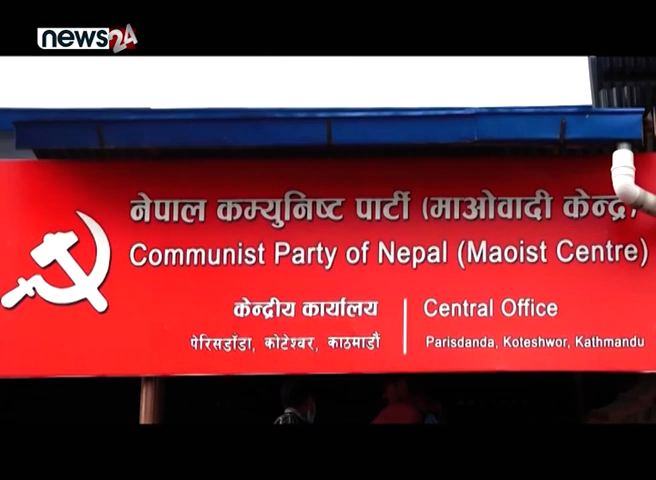 news24
नेपाल कम्युनिष्ट पार्टी (माओवादी केन्द्र)
Communist Party of Nepal (Maoist Centre)
केन्द्रीय कार्यालय
पेरिसडाँडा, कोटेश्वर, काठमाडौं
Central Office
Parisdanda, Koteshwor, Kathmandu